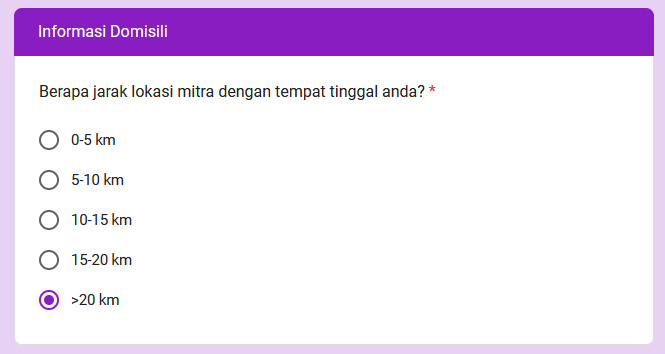 Informasi Domisili
Berapa jarak lokasi mitra dengan tempat tinggal anda? *
0-5 km
5-10 km
10-15 km
15-20 km
>20 km